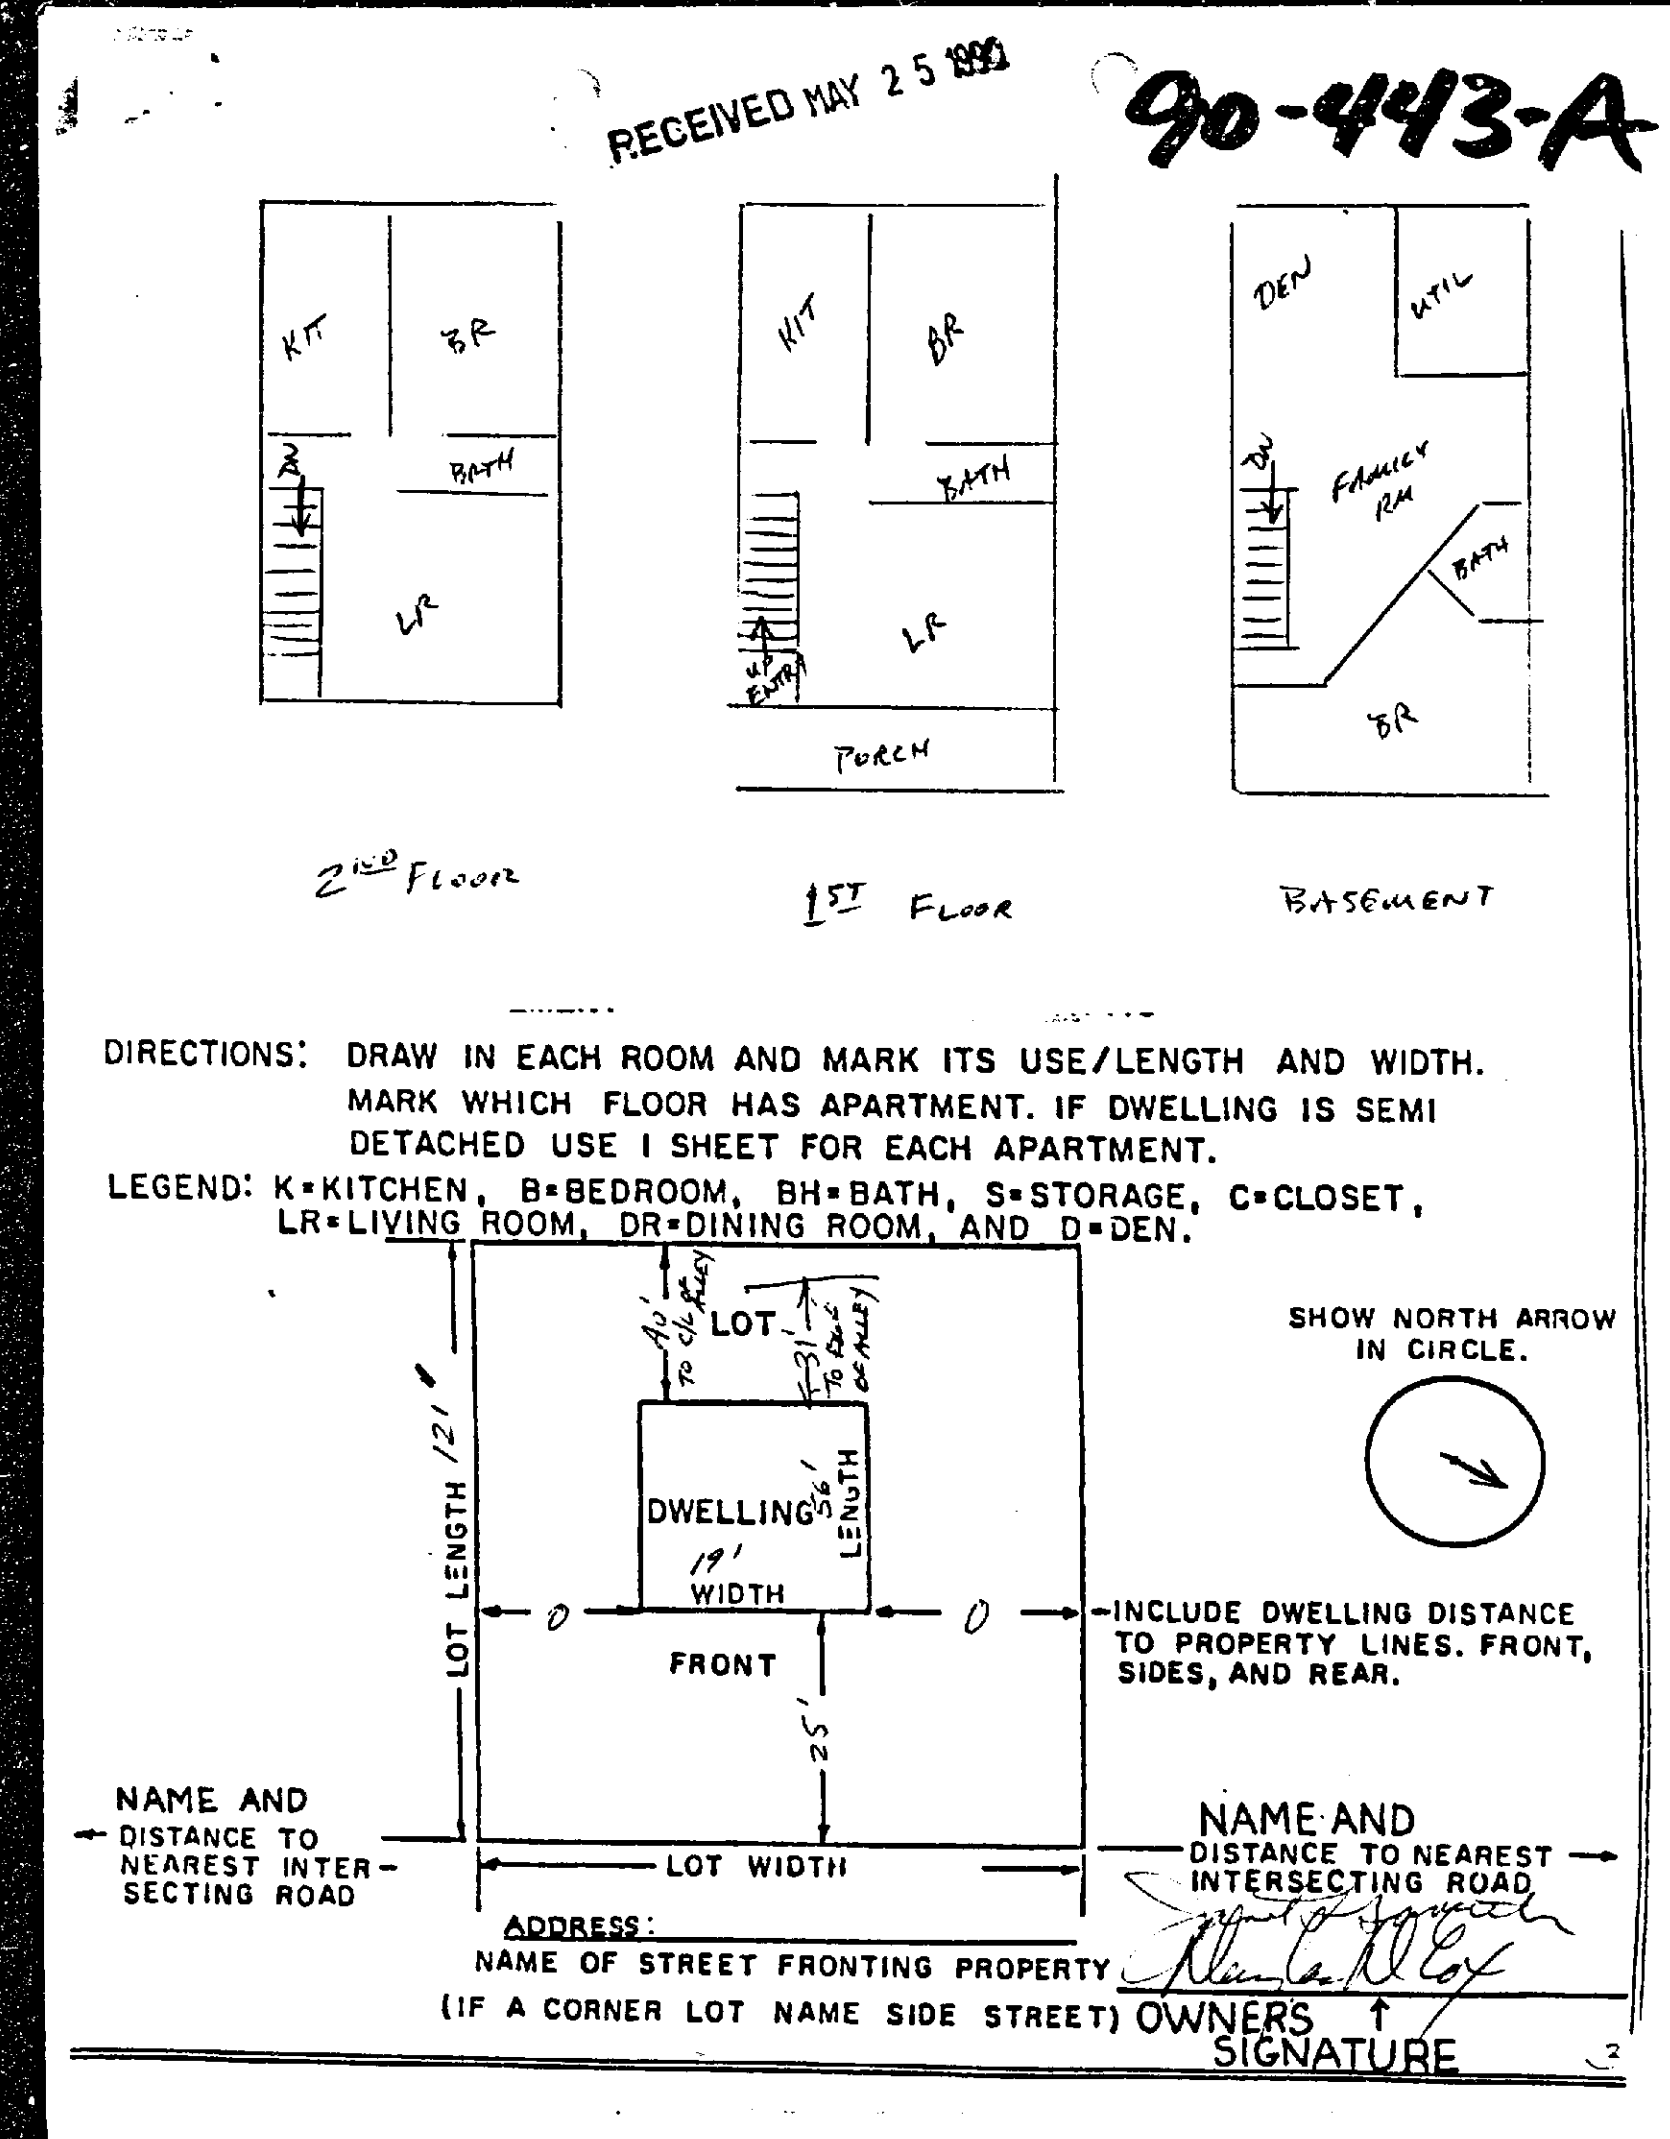 RECEIVED MAY 25 1990
90-443-A
KIT
BR
DN
BATH
LR
2ND FLOOR
KIT
BR
BATH
LR
UP
ENTRA
PORCH
1ST FLOOR
DEN
UTIL
DN
FAMILY
RM
BATH
BR
BASEMENT
DIRECTIONS: DRAW IN EACH ROOM AND MARK ITS USE/LENGTH AND WIDTH.
MARK WHICH FLOOR HAS APARTMENT. IF DWELLING IS SEMI
DETACHED USE 1 SHEET FOR EACH APARTMENT.
LEGEND: K=KITCHEN, B=BEDROOM, BH=BATH, S=STORAGE, C=CLOSET,
LR=LIVING ROOM, DR=DINING ROOM, AND D=DEN.
40'
TO C/L OF
ALLEY
LOT
31'
TO EDGE
OF ALLEY
SHOW NORTH ARROW
IN CIRCLE.
LOT LENGTH 121'
DWELLING
56'
LENGTH
19'
WIDTH
0
0
INCLUDE DWELLING DISTANCE
TO PROPERTY LINES. FRONT,
SIDES, AND REAR.
FRONT
25'
NAME AND
DISTANCE TO
NEAREST INTER-
SECTING ROAD
LOT WIDTH
NAME AND
DISTANCE TO NEAREST
INTERSECTING ROAD
ADDRESS:
NAME OF STREET FRONTING PROPERTY
(IF A CORNER LOT NAME SIDE STREET)
OWNERS
SIGNATURE
2